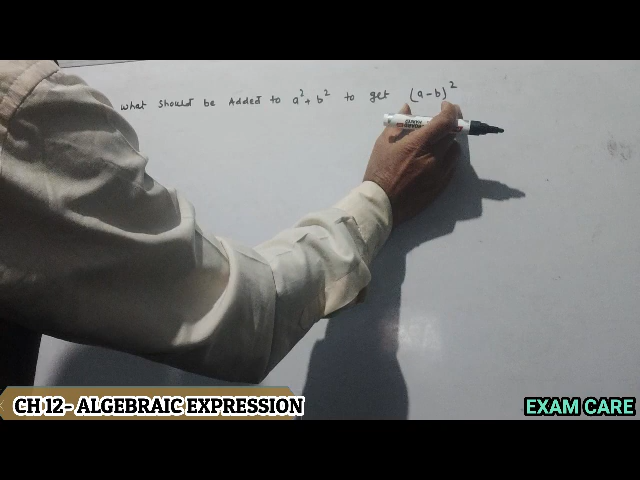 what should be Added to a²+ b² to get (a-b)²
CH 12- ALGEBRAIC EXPRESSION
EXAM CARE